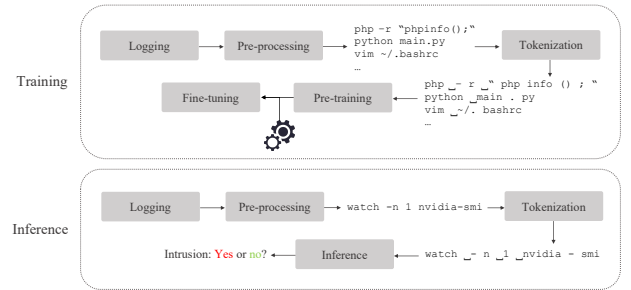 Training
Logging
Pre-processing
php -r "phpinfo();"
python main.py
vim ~/.bashrc
…
Tokenization
php ␣- r ␣" php info () ; "
python ␣main . py
vim ␣~/. bashrc
…
Pre-training
Fine-tuning
Inference
Logging
Pre-processing
watch -n 1 nvidia-smi
Tokenization
watch ␣- n ␣1 ␣nvidia - smi
Inference
Intrusion: Yes or no?